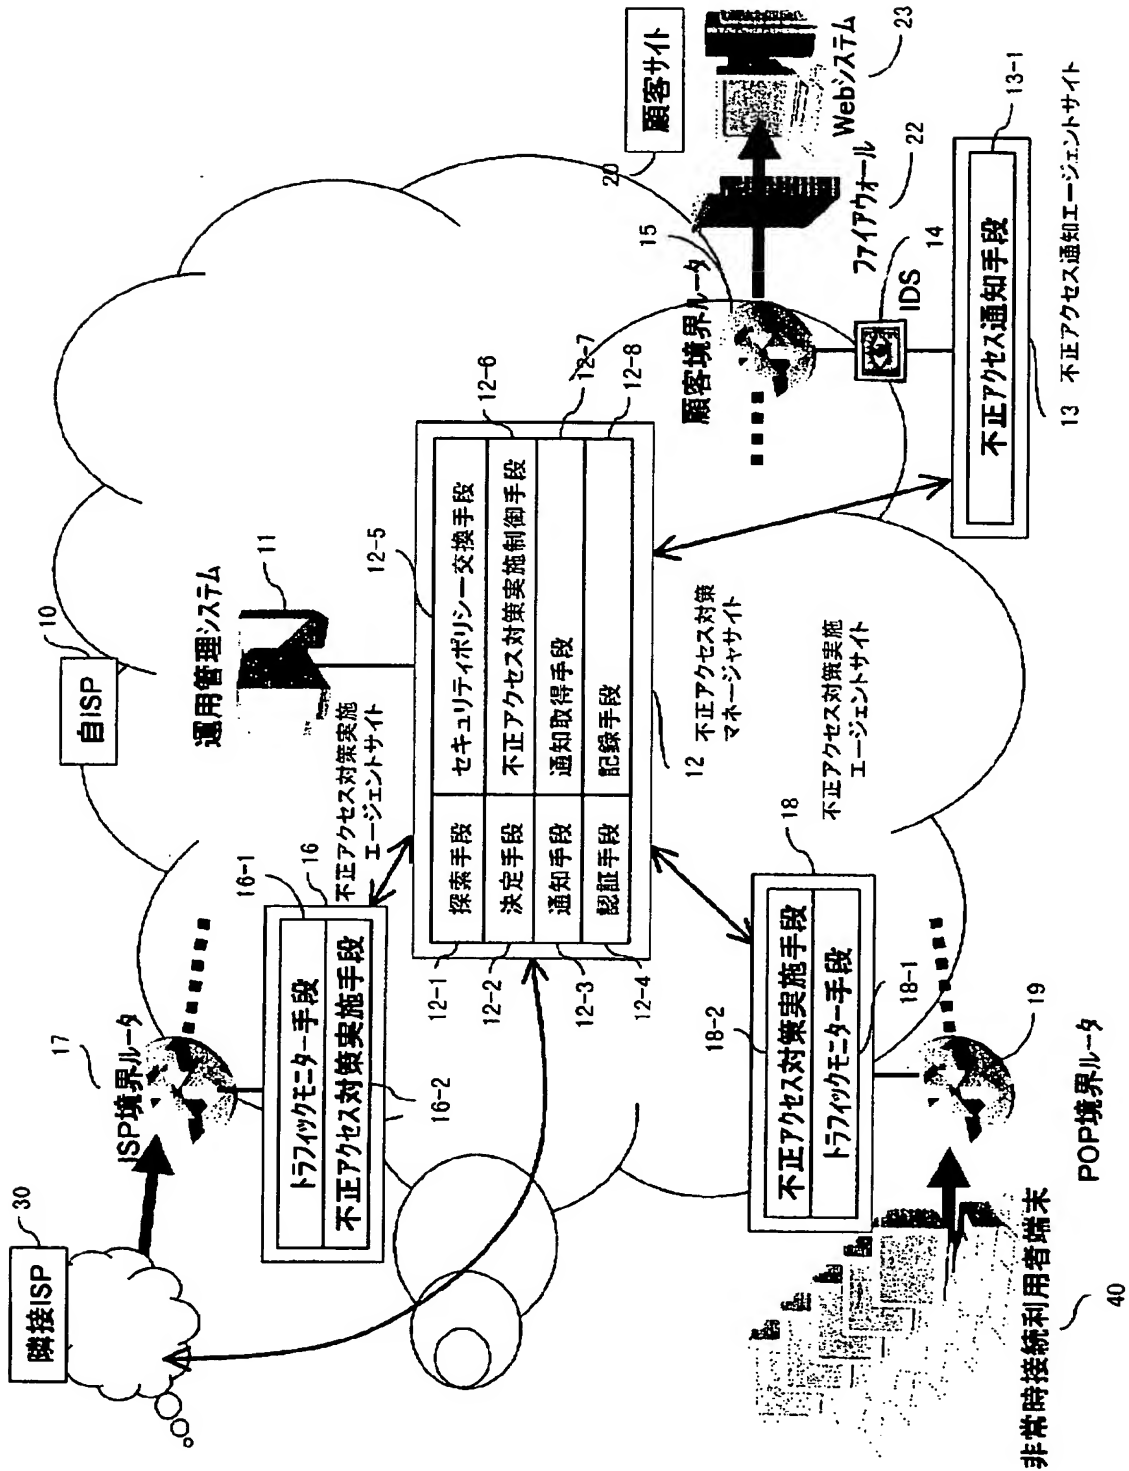 隣接ISP
30
17
ISP境界ルータ
自ISP
10
運用管理システム
11
16-1
16
不正アクセス対策実施
エージェントサイト
トラフィックモニター手段
不正アクセス対策実施手段
16-2
12-5
探索手段
セキュリティポリシー交換手段
決定手段
不正アクセス対策実施制御手段
通知手段
通知取得手段
認証手段
記録手段
12-6
12-7
12-8
12-1
12-2
12-3
12-4
12
不正アクセス対策
マネージャサイト
顧客サイト
20
15
顧客境界ルータ
ファイアウォール
22
Webシステム
23
IDS
14
不正アクセス通知手段
13-1
13
不正アクセス通知エージェントサイト
不正アクセス対策実施
エージェントサイト
18
18-2
不正アクセス対策実施手段
トラフィックモニター手段
18-1
19
POP境界ルータ
非常時接続利用者端末
40